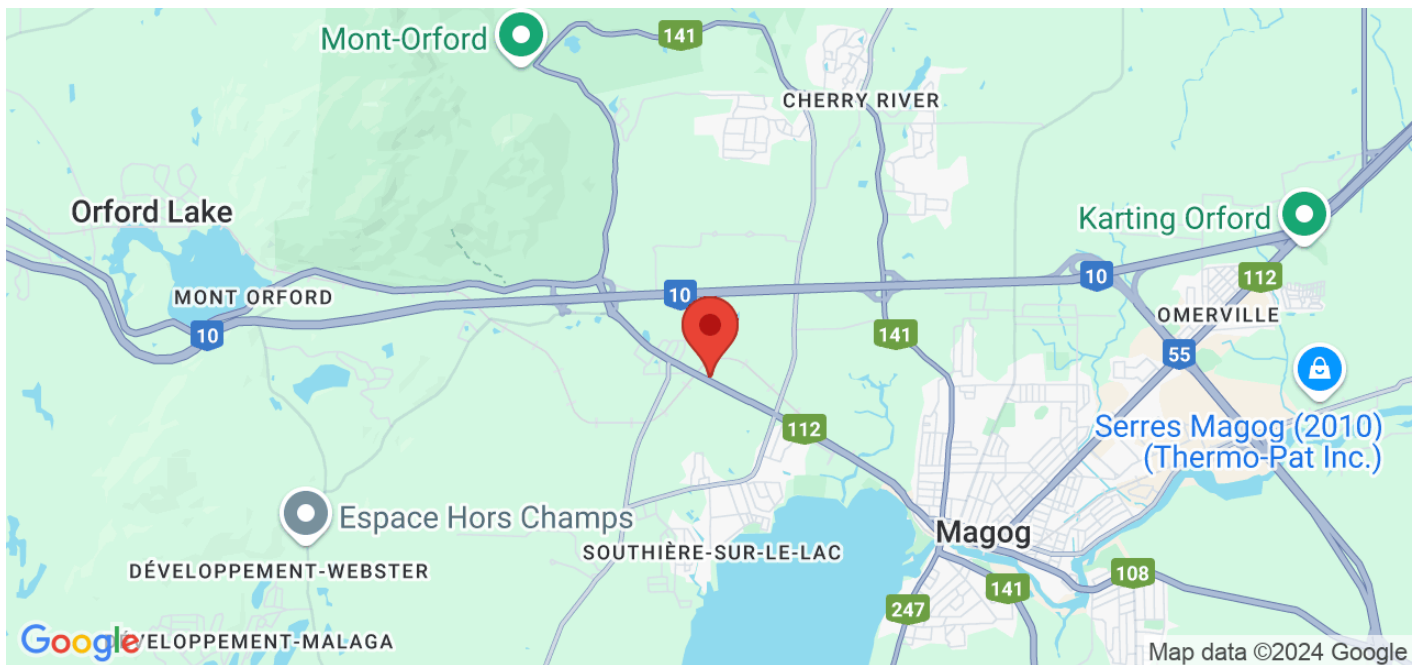 Mont-Orford
141
CHERRY RIVER
Orford Lake
Karting Orford
MONT ORFORD
10
10
112
10
OMERVILLE
141
55
112
Serres Magog (2010)
(Thermo-Pat Inc.)
Espace Hors Champs
Magog
SOUTHIÈRE-SUR-LE-LAC
DÉVELOPPEMENT-WEBSTER
108
141
247
Google
ÉVELOPPEMENT-MALAGA
Map data ©2024 Google